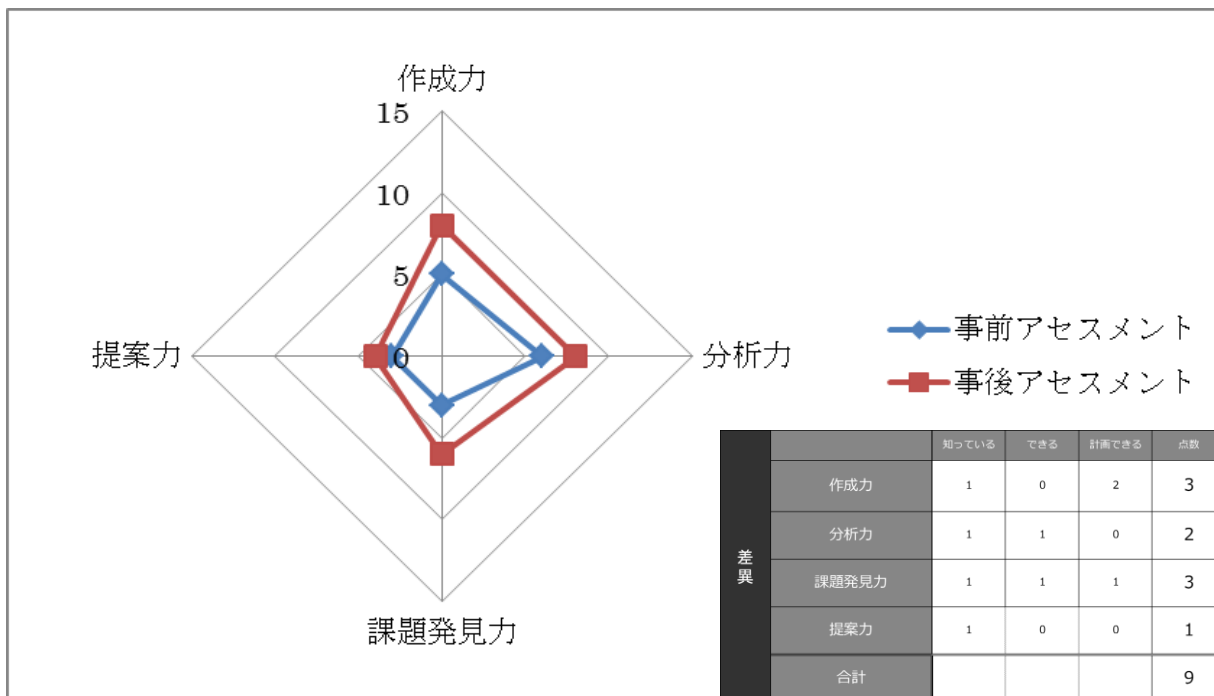 作成力
15
10
5
0
提案力
分析力
課題発見力
事前アセスメント
事後アセスメント
差異
知っている できる 計画できる 点数
作成力 1 0 2 3
分析力 1 1 0 2
課題発見力 1 1 1 3
提案力 1 0 0 1
合計 9